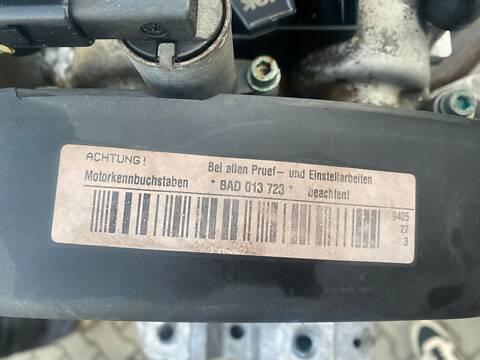 ACHTUNG! Bei allen Pruef- und Einstellarbeiten
Motorkennbuchstaben * BAD 013 723 * beachten!
9405
27
3